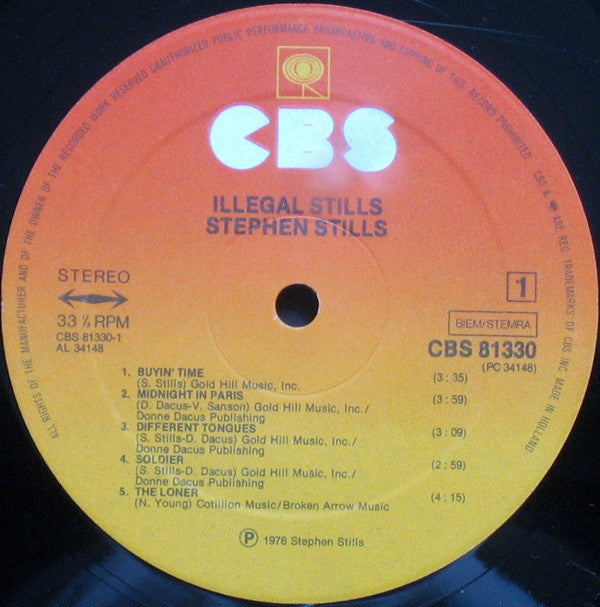 ALL RIGHTS OF THE MANUFACTURER AND OF THE OWNER OF THE RECORDED WORK RESERVED UNAUTHORIZED PUBLIC PERFORMANCE BROADCASTING AND COPYING OF THIS RECORD PROHIBITED. CBS & ARE REG. TRADEMARKS OF CBS INC. MADE IN HOLLAND
CBS
ILLEGAL STILLS
STEPHEN STILLS
STEREO
33 ⅓ RPM
CBS 81330-1
AL 34148
1
BIEM/STEMRA
CBS 81330
(PC 34148)
1. BUYIN' TIME
(S. Stills) Gold Hill Music, Inc. (3 : 35)
2. MIDNIGHT IN PARIS
(D. Dacus-V. Sanson) Gold Hill Music, Inc./ (3 : 59)
Donne Dacus Publishing
3. DIFFERENT TONGUES
(S. Stills-D. Dacus) Gold Hill Music, Inc./ (3 : 09)
Donne Dacus Publishing
4. SOLDIER
(S. Stills-D. Dacus) Gold Hill Music, Inc./ (2 : 59)
Donne Dacus Publishing
5. THE LONER
(N. Young) Cotillion Music/Broken Arrow Music (4 : 15)
℗ 1976 Stephen Stills